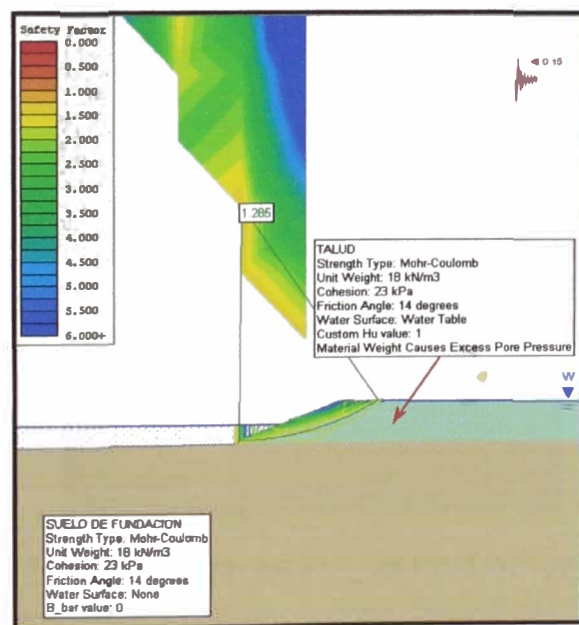 Safety Factor
0.000
0.500
1.000
1.500
2.000
2.500
3.000
3.500
4.000
4.500
5.000
5.500
6.000+
0.15
1.285
TALUD
Strength Type: Mohr-Coulomb
Unit Weight: 18 kN/m3
Cohesion: 23 kPa
Friction Angle: 14 degrees
Water Surface: Water Table
Custom Hu value: 1
Material Weight Causes Excess Pore Pressure
W
SUELO DE FUNDACION
Strength Type: Mohr-Coulomb
Unit Weight: 18 kN/m3
Cohesion: 23 kPa
Friction Angle: 14 degrees
Water Surface: None
B_bar value: 0